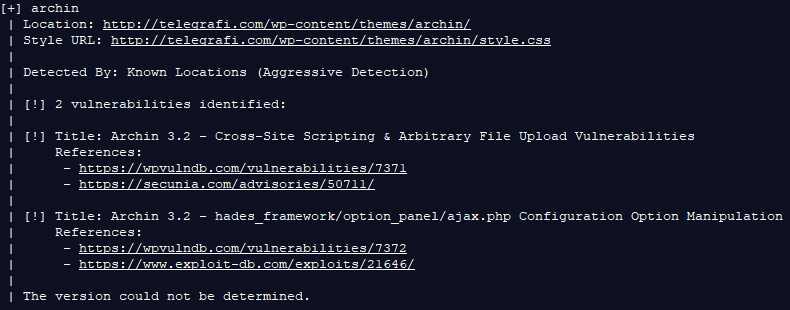 [+] archin
| Location: http://telegrafi.com/wp-content/themes/archin/
| Style URL: http://telegrafi.com/wp-content/themes/archin/style.css
|
| Detected By: Known Locations (Aggressive Detection)
|
| [!] 2 vulnerabilities identified:
|
| [!] Title: Archin 3.2 - Cross-Site Scripting & Arbitrary File Upload Vulnerabilities
|     References:
|      - https://wpvulndb.com/vulnerabilities/7371
|      - https://secunia.com/advisories/50711/
|
| [!] Title: Archin 3.2 - hades_framework/option_panel/ajax.php Configuration Option Manipulation
|     References:
|      - https://wpvulndb.com/vulnerabilities/7372
|      - https://www.exploit-db.com/exploits/21646/
|
| The version could not be determined.